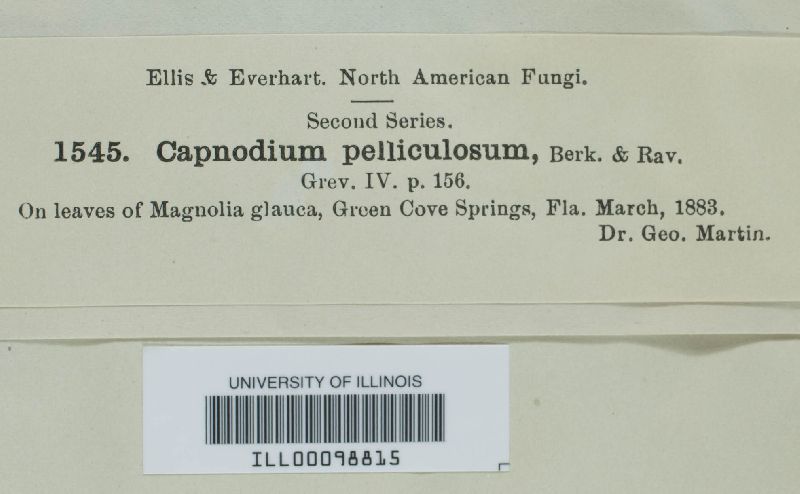 Ellis & Everhart. North American Fungi.
Second Series.
1545. Capnodium pelliculosum, Berk. & Rav.
Grev. IV. p. 156.
On leaves of Magnolia glauca, Green Cove Springs, Fla. March, 1883.
Dr. Geo. Martin.
UNIVERSITY OF ILLINOIS
ILL00098815